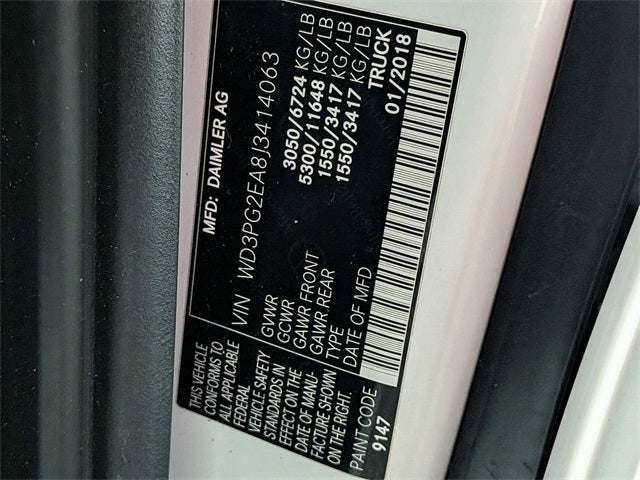 MFD: DAIMLER AG
VIN WD3PG2EA8J3414063
GVWR 3050/6724 KG/LB
GCWR 5300/11648 KG/LB
GAWR FRONT 1550/3417 KG/LB
GAWR REAR 1550/3417 KG/LB
TYPE TRUCK
DATE OF MFD 01/2018
THIS VEHICLE
CONFORMS TO
ALL APPLICABLE
FEDERAL
VEHICLE SAFETY
STANDARDS IN
EFFECT ON THE
DATE OF MANU-
FACTURE SHOWN
ON THE RIGHT.
PAINT CODE
9147